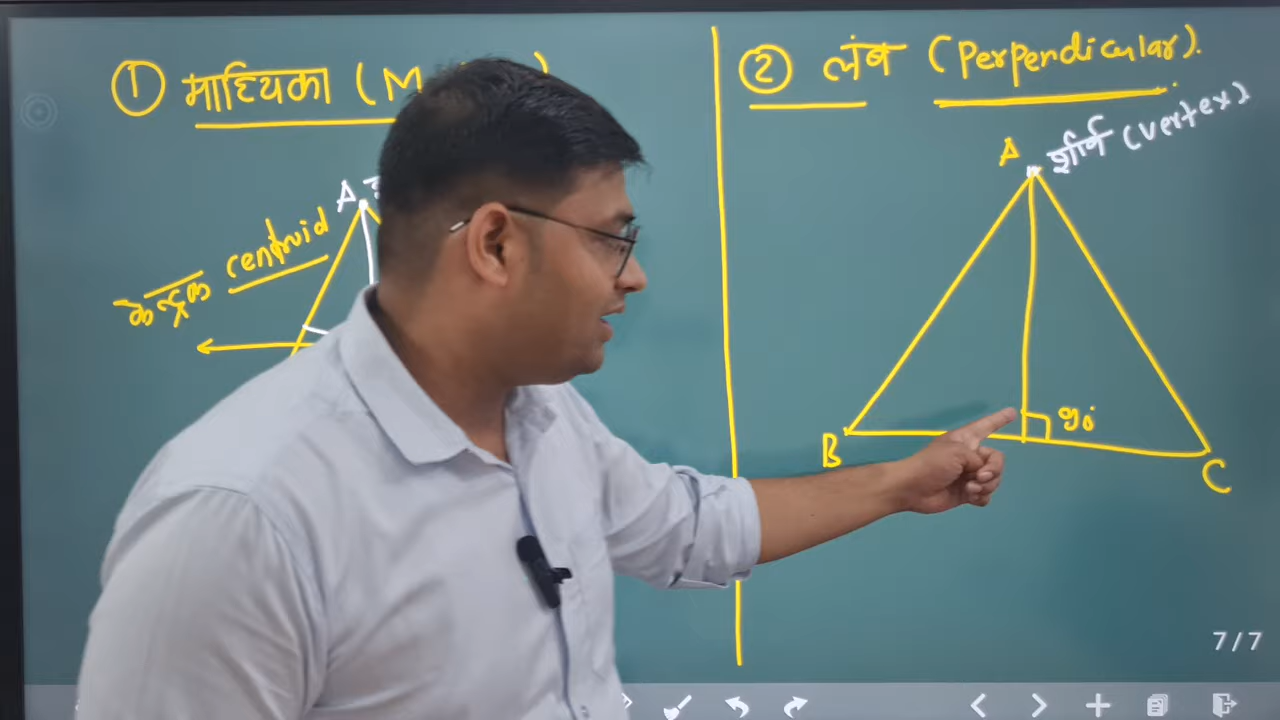 ① माध्यिका (M
A
केन्द्रक centroid
② लंब (Perpendicular).
A शीर्ष (vertex)
90°
B
C
7/7